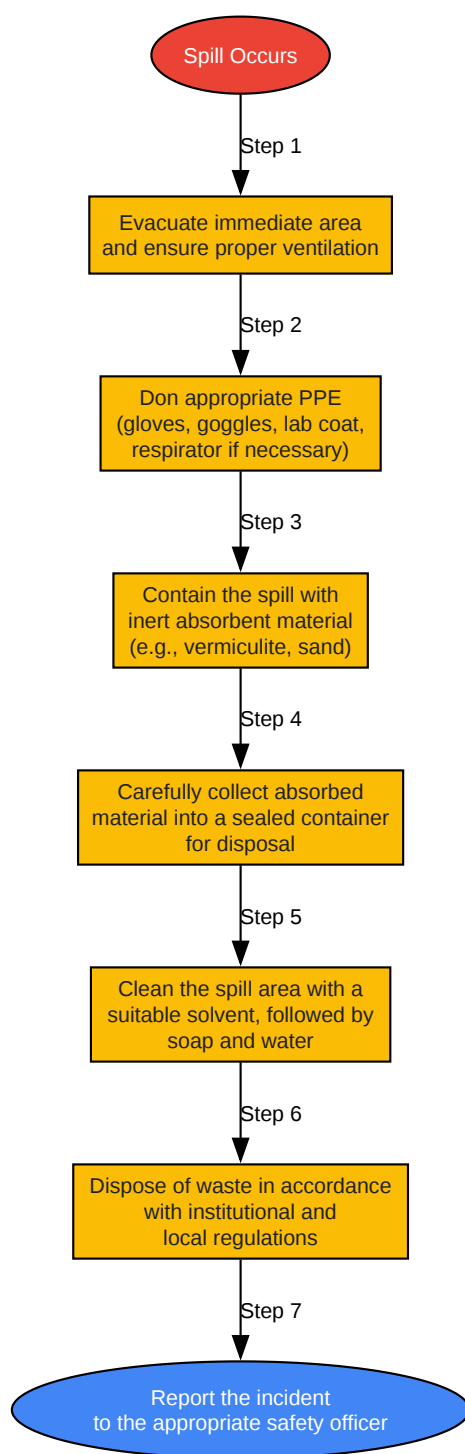 Spill Occurs
Step 1
Evacuate immediate area
and ensure proper ventilation
Step 2
Don appropriate PPE
(gloves, goggles, lab coat,
respirator if necessary)
Step 3
Contain the spill with
inert absorbent material
(e.g., vermiculite, sand)
Step 4
Carefully collect absorbed
material into a sealed container
for disposal
Step 5
Clean the spill area with a
suitable solvent, followed by
soap and water
Step 6
Dispose of waste in accordance
with institutional and
local regulations
Step 7
Report the incident
to the appropriate safety officer